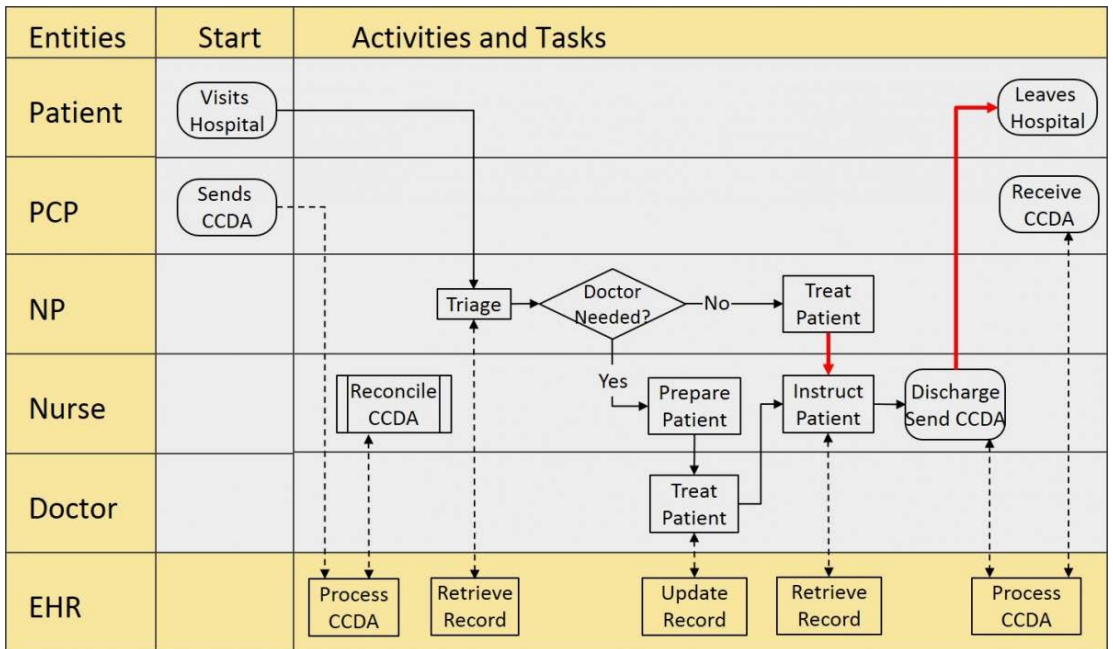 Entities
Start
Activities and Tasks
Patient
Visits
Hospital
Leaves
Hospital
PCP
Sends
CCDA
Receive
CCDA
NP
Triage
Doctor
Needed?
No
Treat
Patient
Nurse
Reconcile
CCDA
Yes
Prepare
Patient
Instruct
Patient
Discharge
Send CCDA
Doctor
Treat
Patient
EHR
Process
CCDA
Retrieve
Record
Update
Record
Retrieve
Record
Process
CCDA